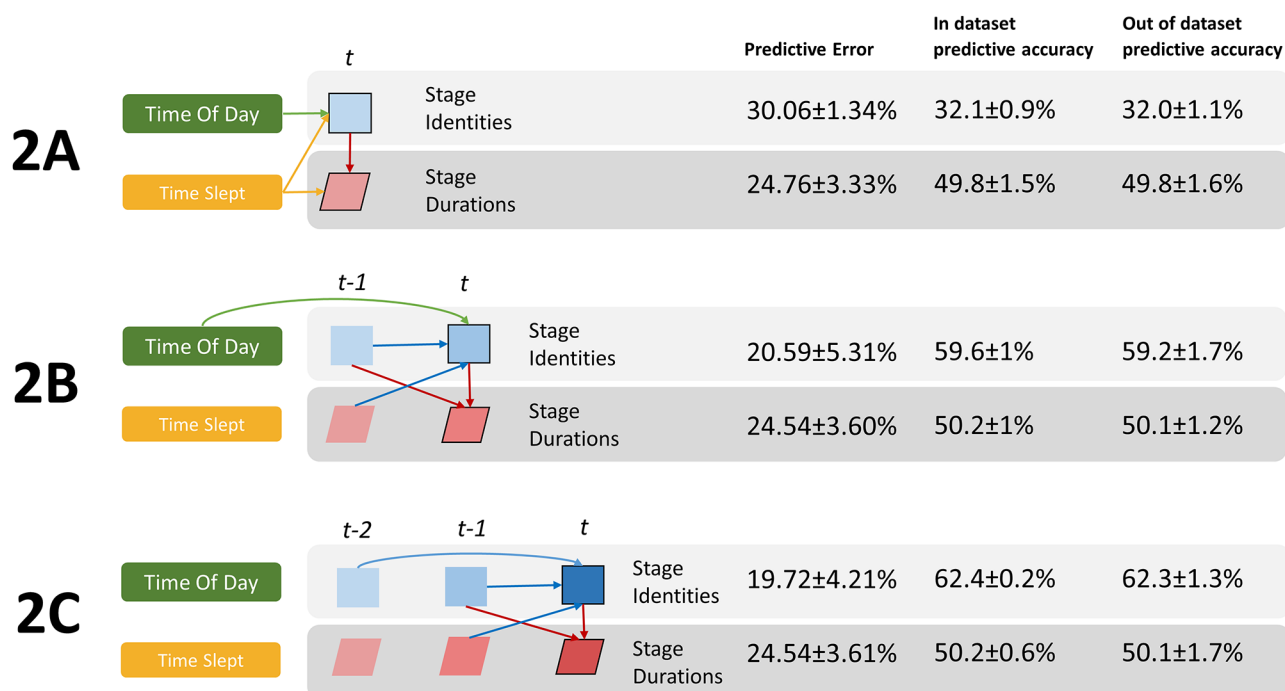 In dataset
Out of dataset
Predictive Error
predictive accuracy
predictive accuracy
t
2A
Time Of Day
Stage
Identities
30.06±1.34%
32.1±0.9%
32.0±1.1%
Time Slept
Stage
Durations
24.76±3.33%
49.8±1.5%
49.8±1.6%
t-1
t
2B
Time Of Day
Stage
Identities
20.59±5.31%
59.6±1%
59.2±1.7%
Time Slept
Stage
Durations
24.54±3.60%
50.2±1%
50.1±1.2%
t-2
t-1
t
2C
Time Of Day
Stage
Identities
19.72±4.21%
62.4±0.2%
62.3±1.3%
Time Slept
Stage
Durations
24.54±3.61%
50.2±0.6%
50.1±1.7%